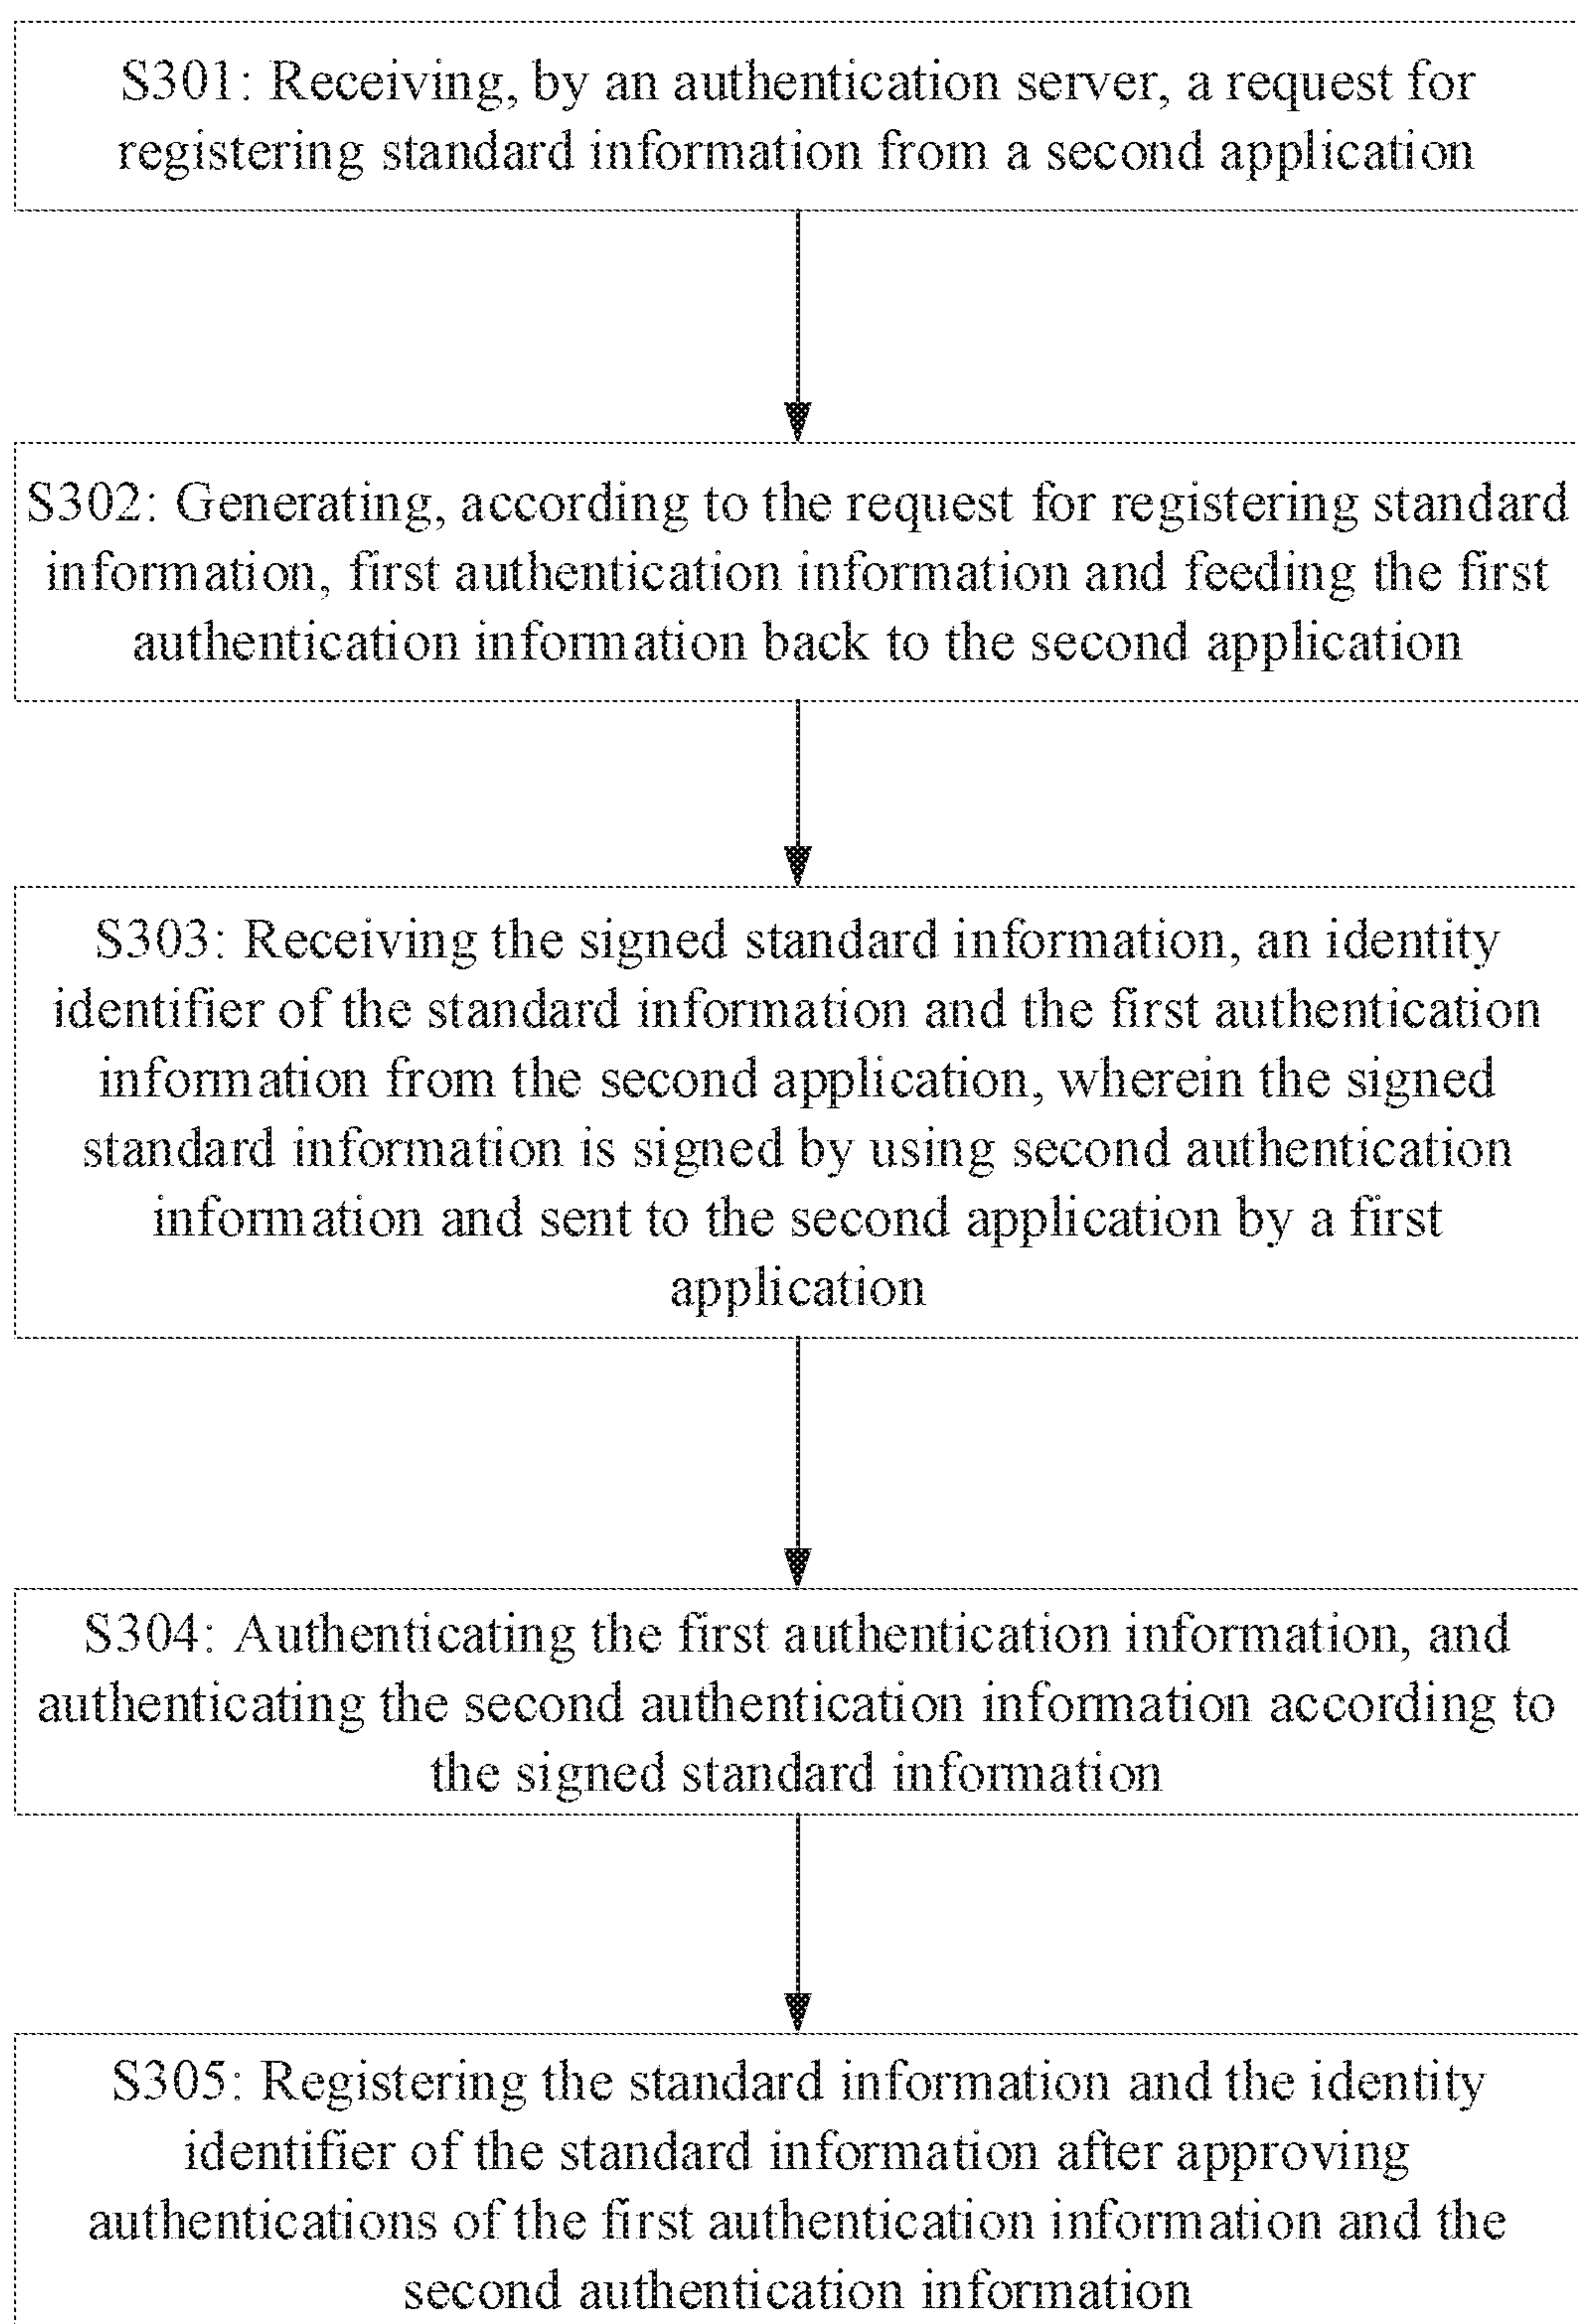 S301: Receiving, by an authentication server, a request for
registering standard information from a second application
S302: Generating, according to the request for registering standard
information, first authentication information and feeding the first
authentication information back to the second application
S303: Receiving the signed standard information, an identity
identifier of the standard information and the first authentication
information from the second application, wherein the signed
standard information is signed by using second authentication
information and sent to the second application by a first
application
S304: Authenticating the first authentication information, and
authenticating the second authentication information according to
the signed standard information
S305: Registering the standard information and the identity
identifier of the standard information after approving
authentications of the first authentication information and the
second authentication information